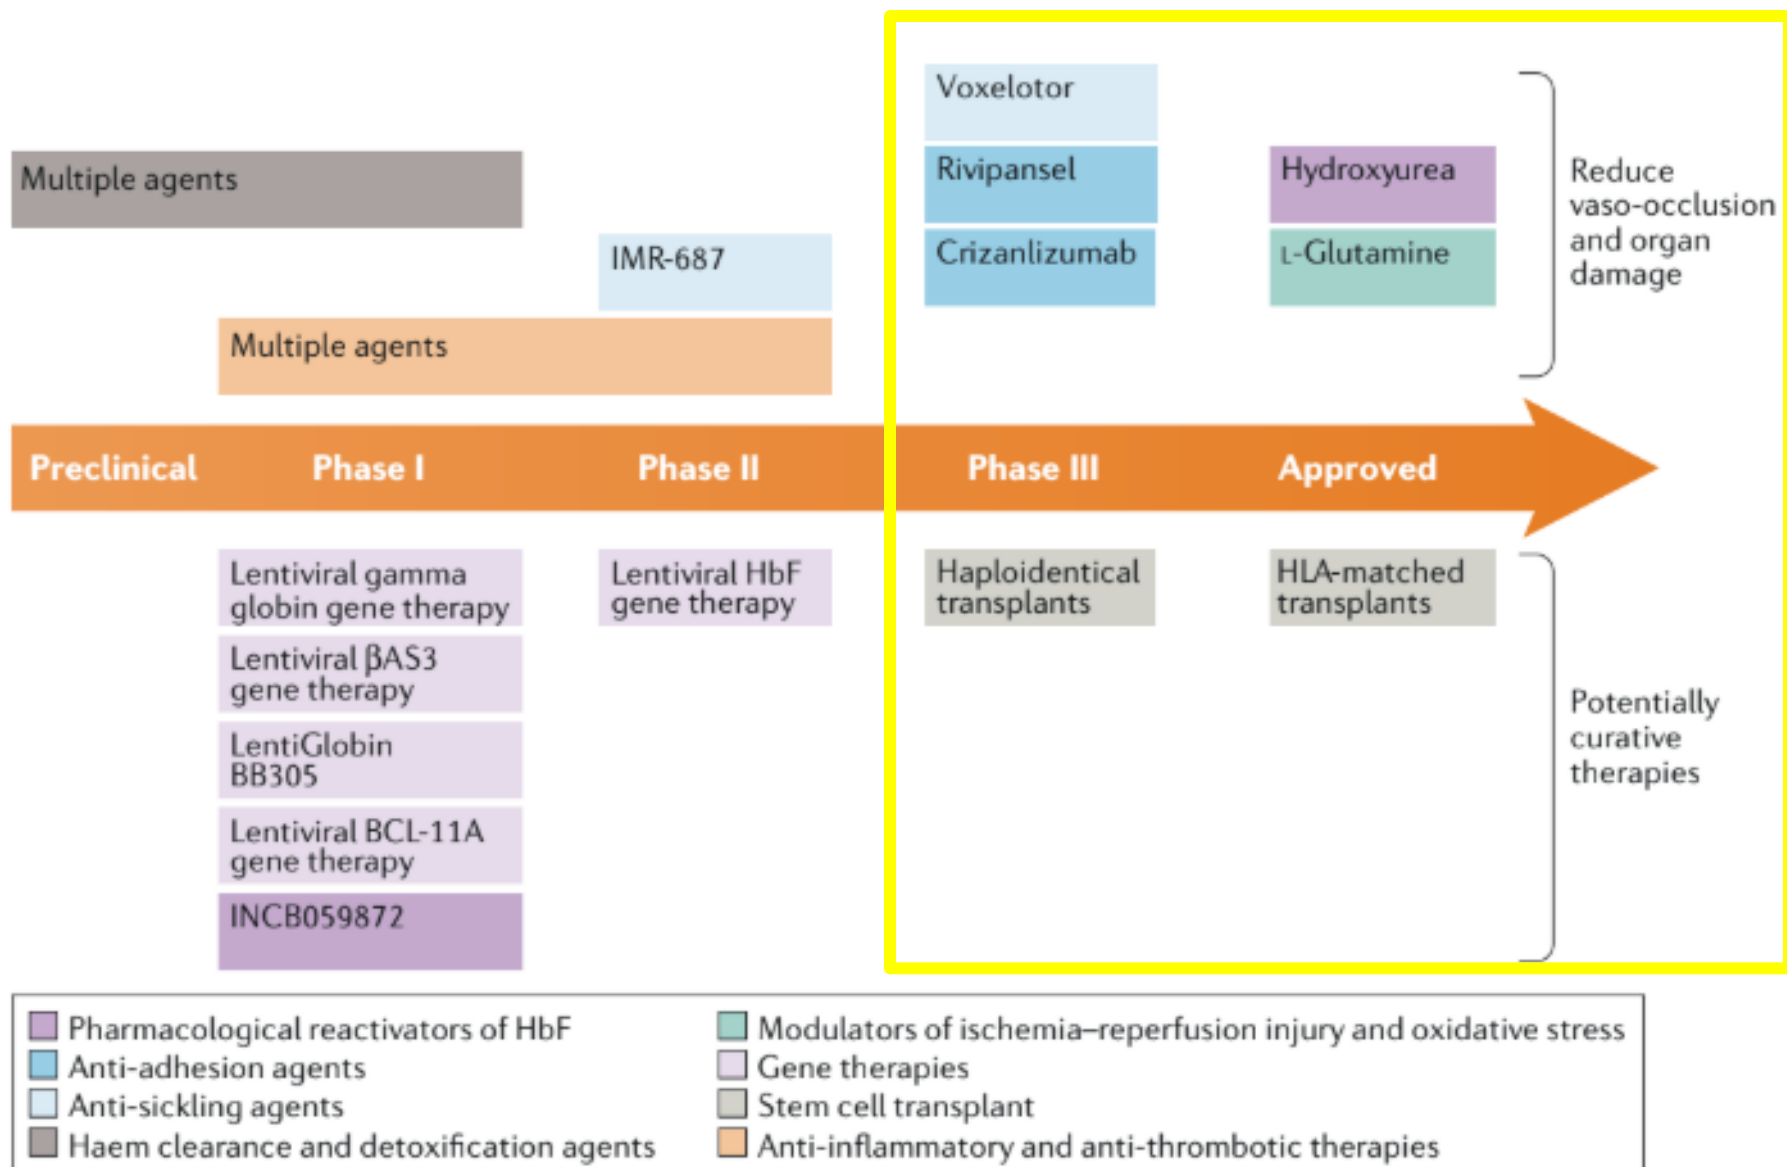 Voxelotor
Multiple agents
Rivipansel
Hydroxyurea
Reduce
vaso-occlusion
and organ
damage
IMR-687
Crizanlizumab
L-Glutamine
Multiple agents
Preclinical
Phase I
Phase II
Phase III
Approved
Lentiviral gamma
globin gene therapy
Lentiviral HbF
gene therapy
Haploidentical
transplants
HLA-matched
transplants
Lentiviral βAS3
gene therapy
LentiGlobin
BB305
Lentiviral BCL-11A
gene therapy
INCB059872
Potentially
curative
therapies
Pharmacological reactivators of HbF
Anti-adhesion agents
Anti-sickling agents
Haem clearance and detoxification agents
Modulators of ischemia–reperfusion injury and oxidative stress
Gene therapies
Stem cell transplant
Anti-inflammatory and anti-thrombotic therapies